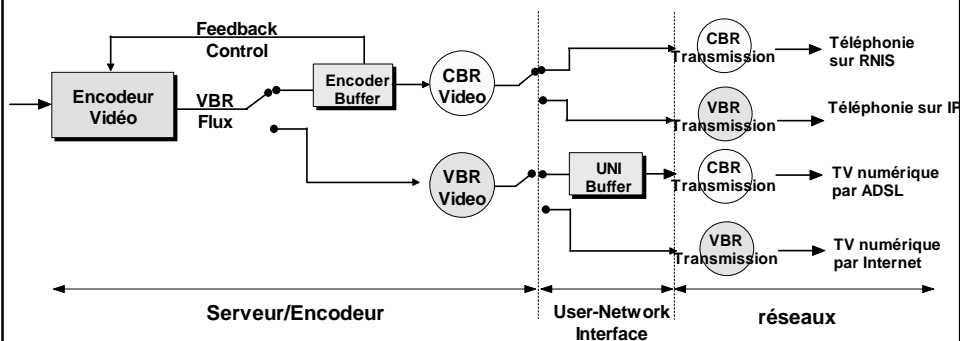 Feedback
Control
Encodeur
Vidéo
VBR
Flux
Encoder
Buffer
CBR
Video
VBR
Video
UNI
Buffer
CBR
Transmission
Téléphonie
sur RNIS
VBR
Transmission
Téléphonie sur IP
CBR
Transmission
TV numérique
par ADSL
VBR
Transmission
TV numérique
par Internet
Serveur/Encodeur
User-Network
Interface
réseaux